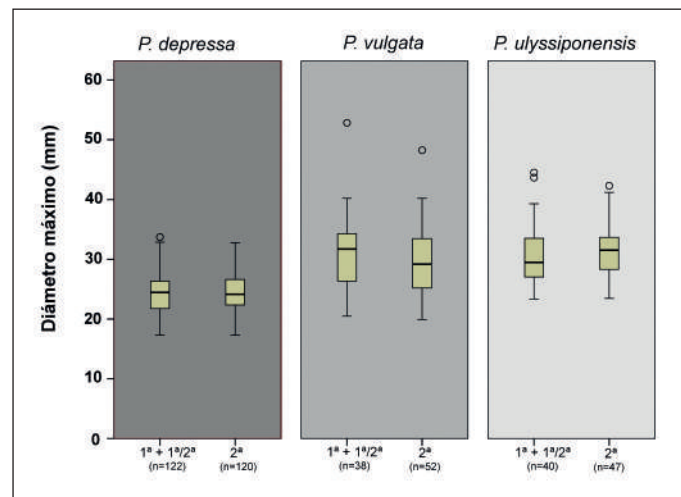 P. depressa P. vulgata P. ulyssiponensis
Diámetro máximo (mm)
60
50
40
30
20
10
0
1ª + 1ª/2ª 2ª 1ª + 1ª/2ª 2ª 1ª + 1ª/2ª 2ª
(n=122) (n=120) (n=38) (n=52) (n=40) (n=47)